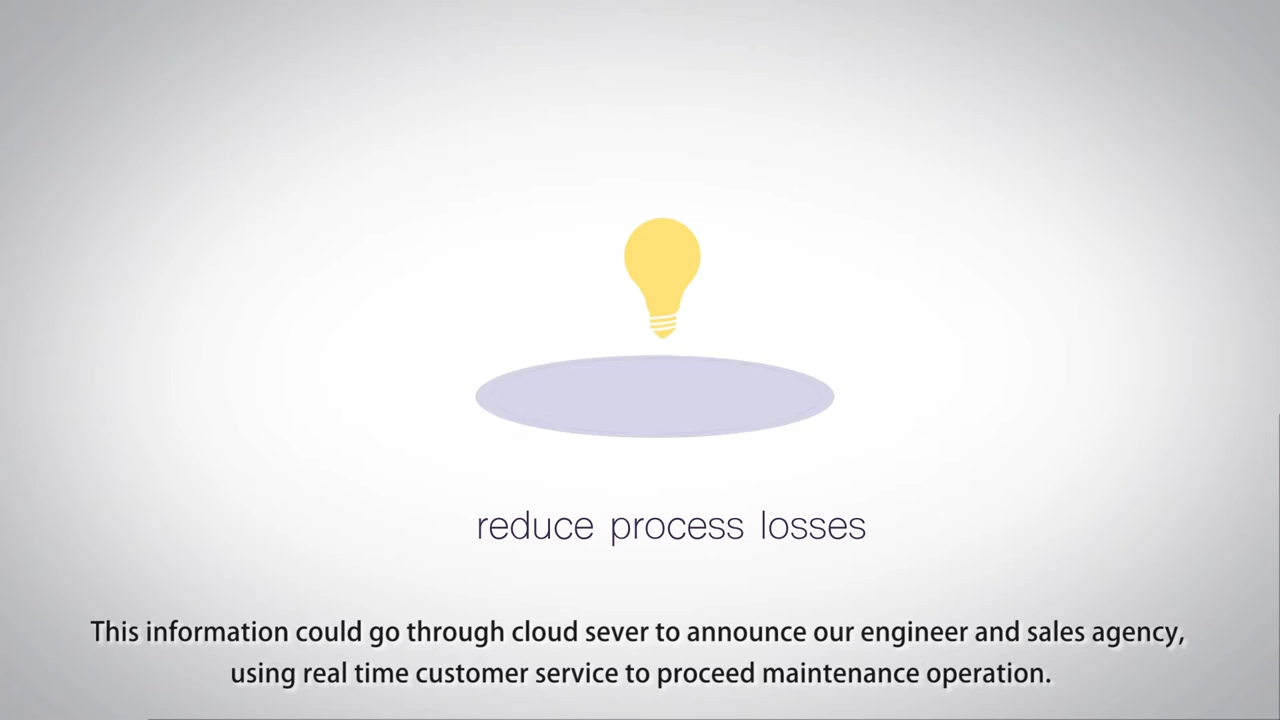 reduce process losses
This information could go through cloud sever to announce our engineer and sales agency,
using real time customer service to proceed maintenance operation.